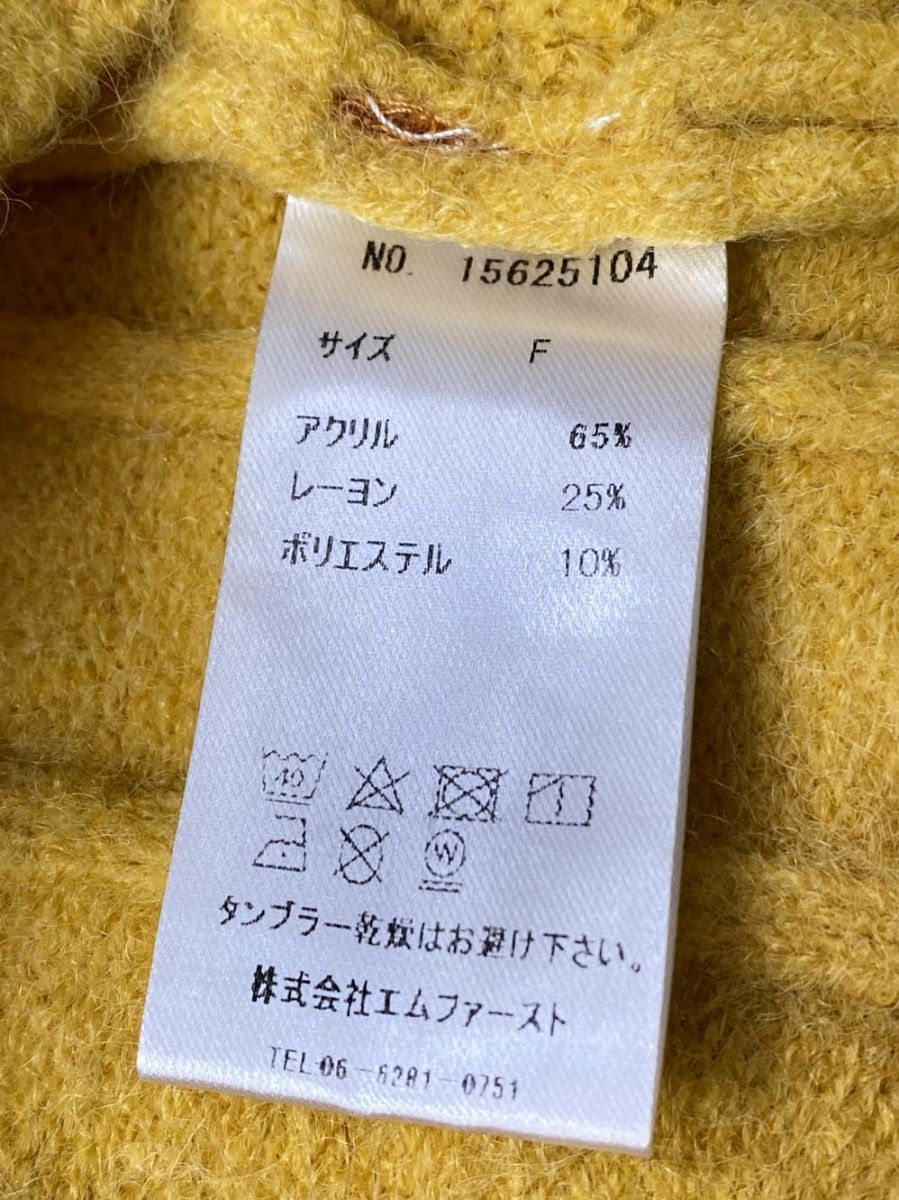 NO. 15625104
サイズ F
アクリル 65%
レーヨン 25%
ポリエステル 10%
40
W
タンブラー乾燥はお避け下さい。
株式会社エムファースト
TEL 06-6281-0751